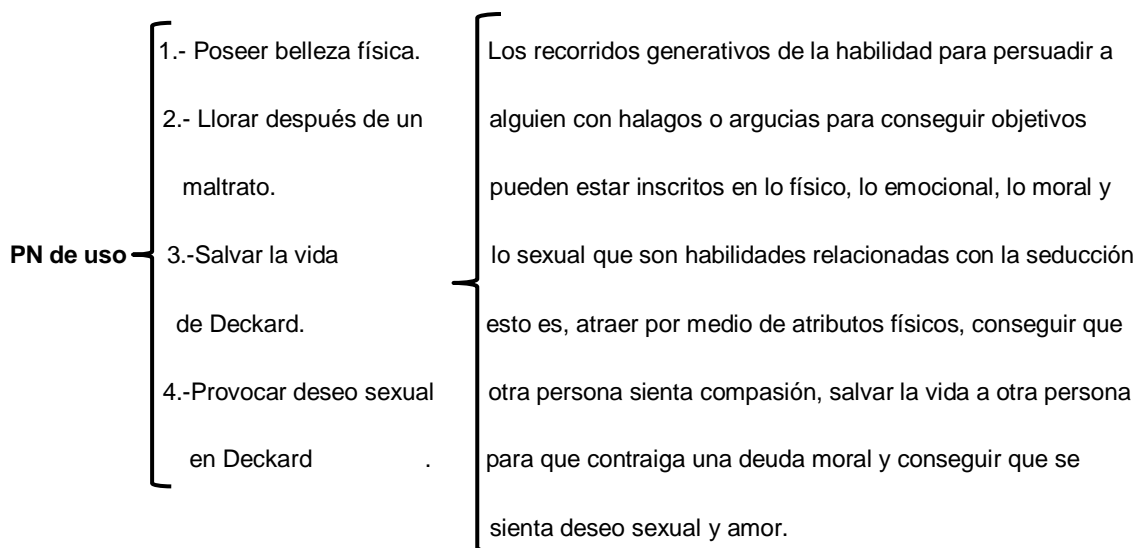 1.- Poseer belleza física.
2.- Llorar después de un
maltrato.
PN de uso
3.-Salvar la vida
de Deckard.
4.-Provocar deseo sexual
en Deckard .
Los recorridos generativos de la habilidad para persuadir a
alguien con halagos o argucias para conseguir objetivos
pueden estar inscritos en lo físico, lo emocional, lo moral y
lo sexual que son habilidades relacionadas con la seducción
esto es, atraer por medio de atributos físicos, conseguir que
otra persona sienta compasión, salvar la vida a otra persona
para que contraiga una deuda moral y conseguir que se
sienta deseo sexual y amor.